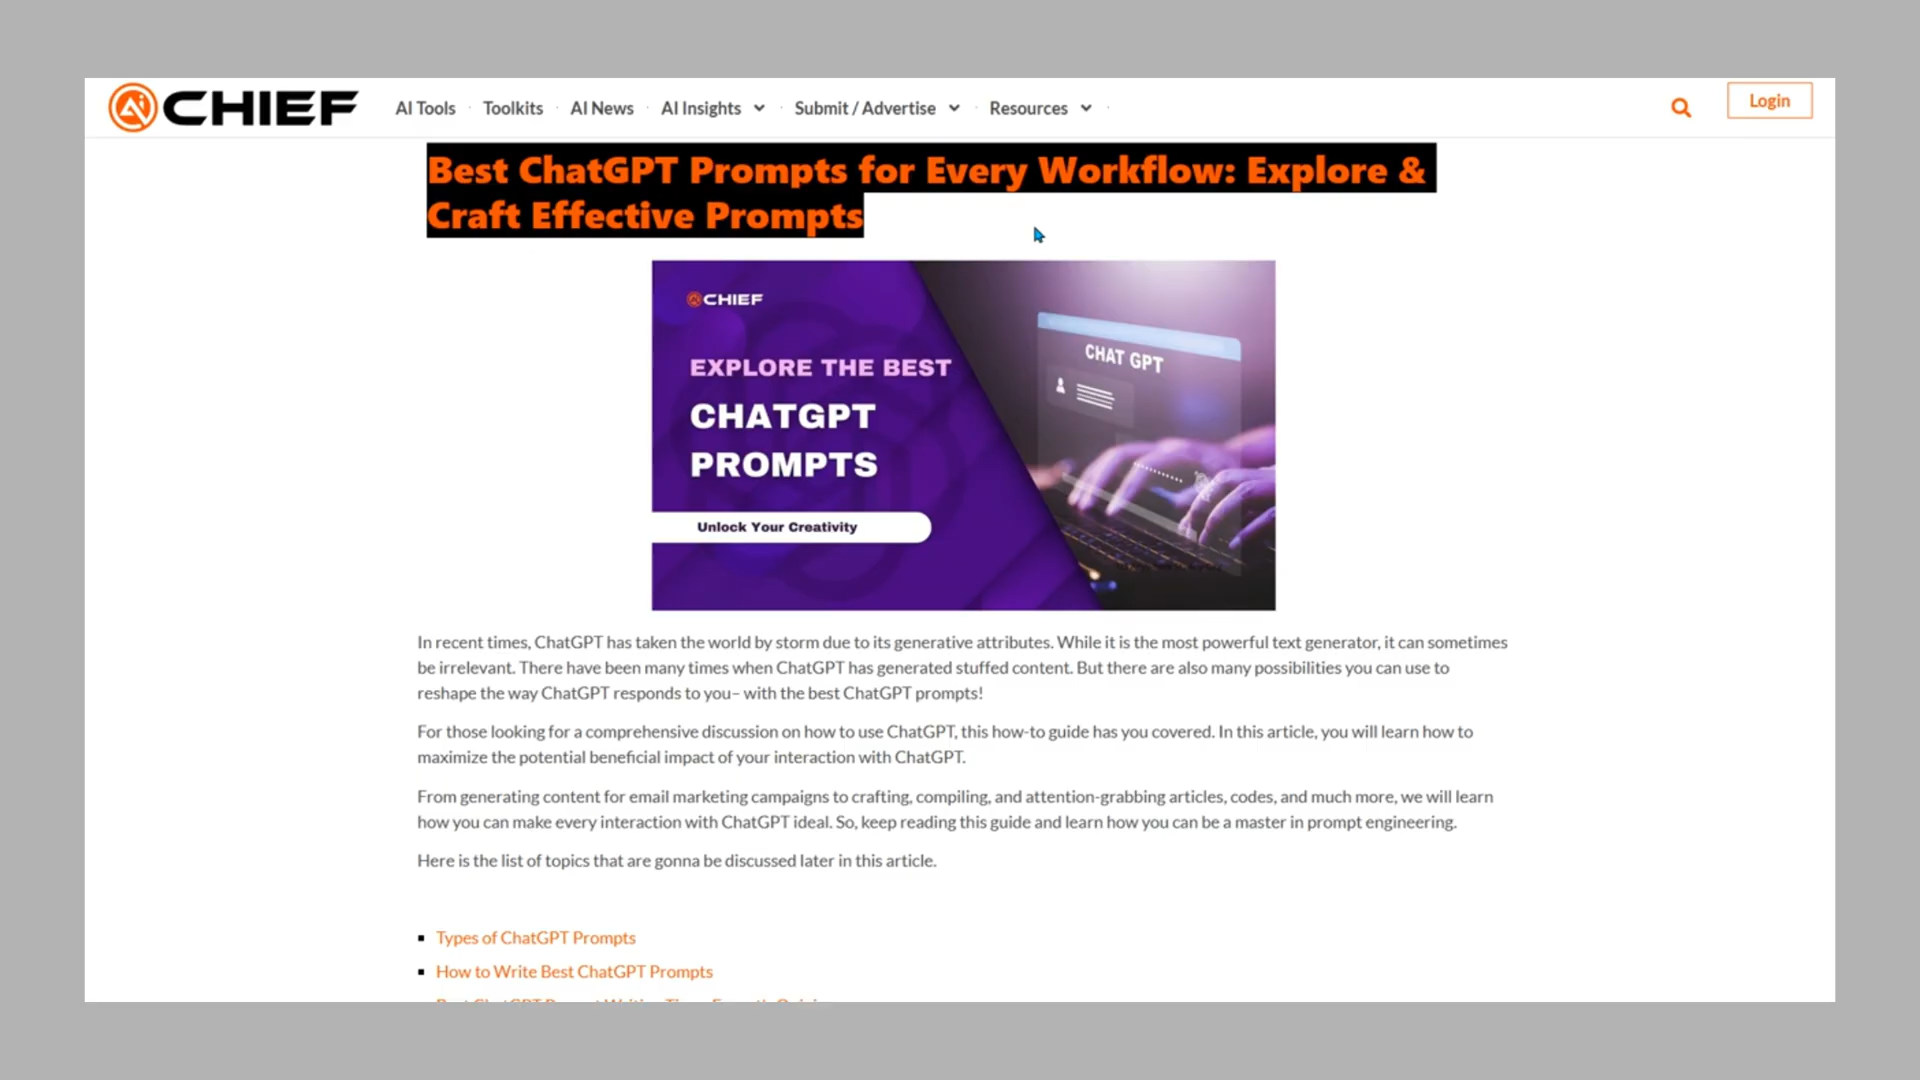 Ai CHIEF
AI Tools · Toolkits · AI News · AI Insights · Submit / Advertise · Resources ·
Login
Best ChatGPT Prompts for Every Workflow: Explore &
Craft Effective Prompts
Ai CHIEF
EXPLORE THE BEST
CHATGPT
PROMPTS
Unlock Your Creativity
CHAT GPT
In recent times, ChatGPT has taken the world by storm due to its generative attributes. While it is the most powerful text generator, it can sometimes
be irrelevant. There have been many times when ChatGPT has generated stuffed content. But there are also many possibilities you can use to
reshape the way ChatGPT responds to you– with the best ChatGPT prompts!
For those looking for a comprehensive discussion on how to use ChatGPT, this how-to guide has you covered. In this article, you will learn how to
maximize the potential beneficial impact of your interaction with ChatGPT.
From generating content for email marketing campaigns to crafting, compiling, and attention-grabbing articles, codes, and much more, we will learn
how you can make every interaction with ChatGPT ideal. So, keep reading this guide and learn how you can be a master in prompt engineering.
Here is the list of topics that are gonna be discussed later in this article.
Types of ChatGPT Prompts
How to Write Best ChatGPT Prompts